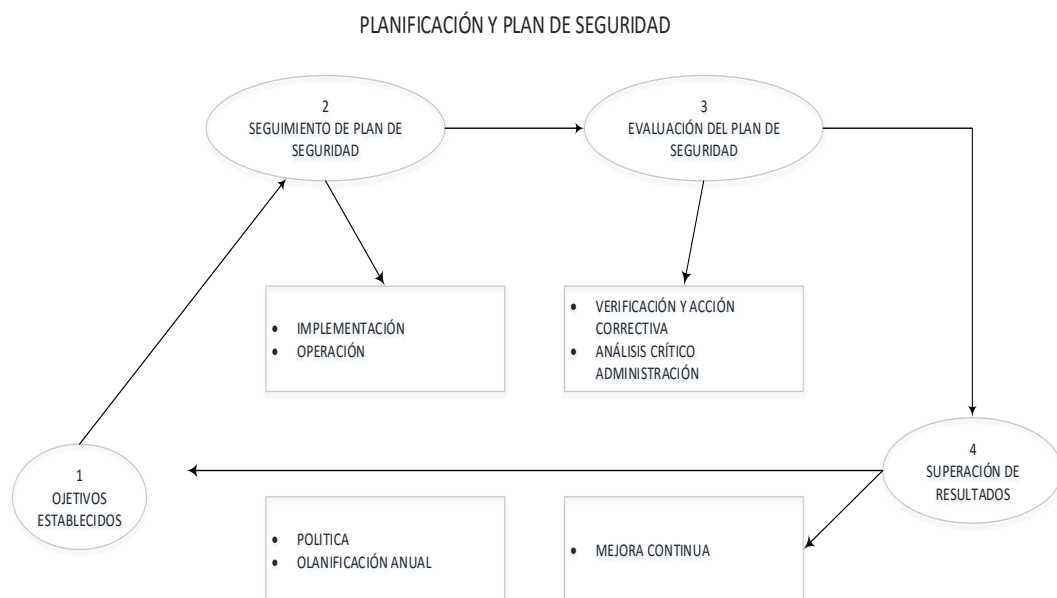 PLANIFICACIÓN Y PLAN DE SEGURIDAD
2
SEGUIMIENTO DE PLAN DE
SEGURIDAD
3
EVALUACIÓN DEL PLAN DE
SEGURIDAD
• IMPLEMENTACIÓN
• OPERACIÓN
• VERIFICACIÓN Y ACCIÓN
CORRECTIVA
• ANÁLISIS CRÍTICO
ADMINISTRACIÓN
1
OJETIVOS
ESTABLECIDOS
4
SUPERACIÓN DE
RESULTADOS
• POLITICA
• OLANIFICACIÓN ANUAL
• MEJORA CONTINUA